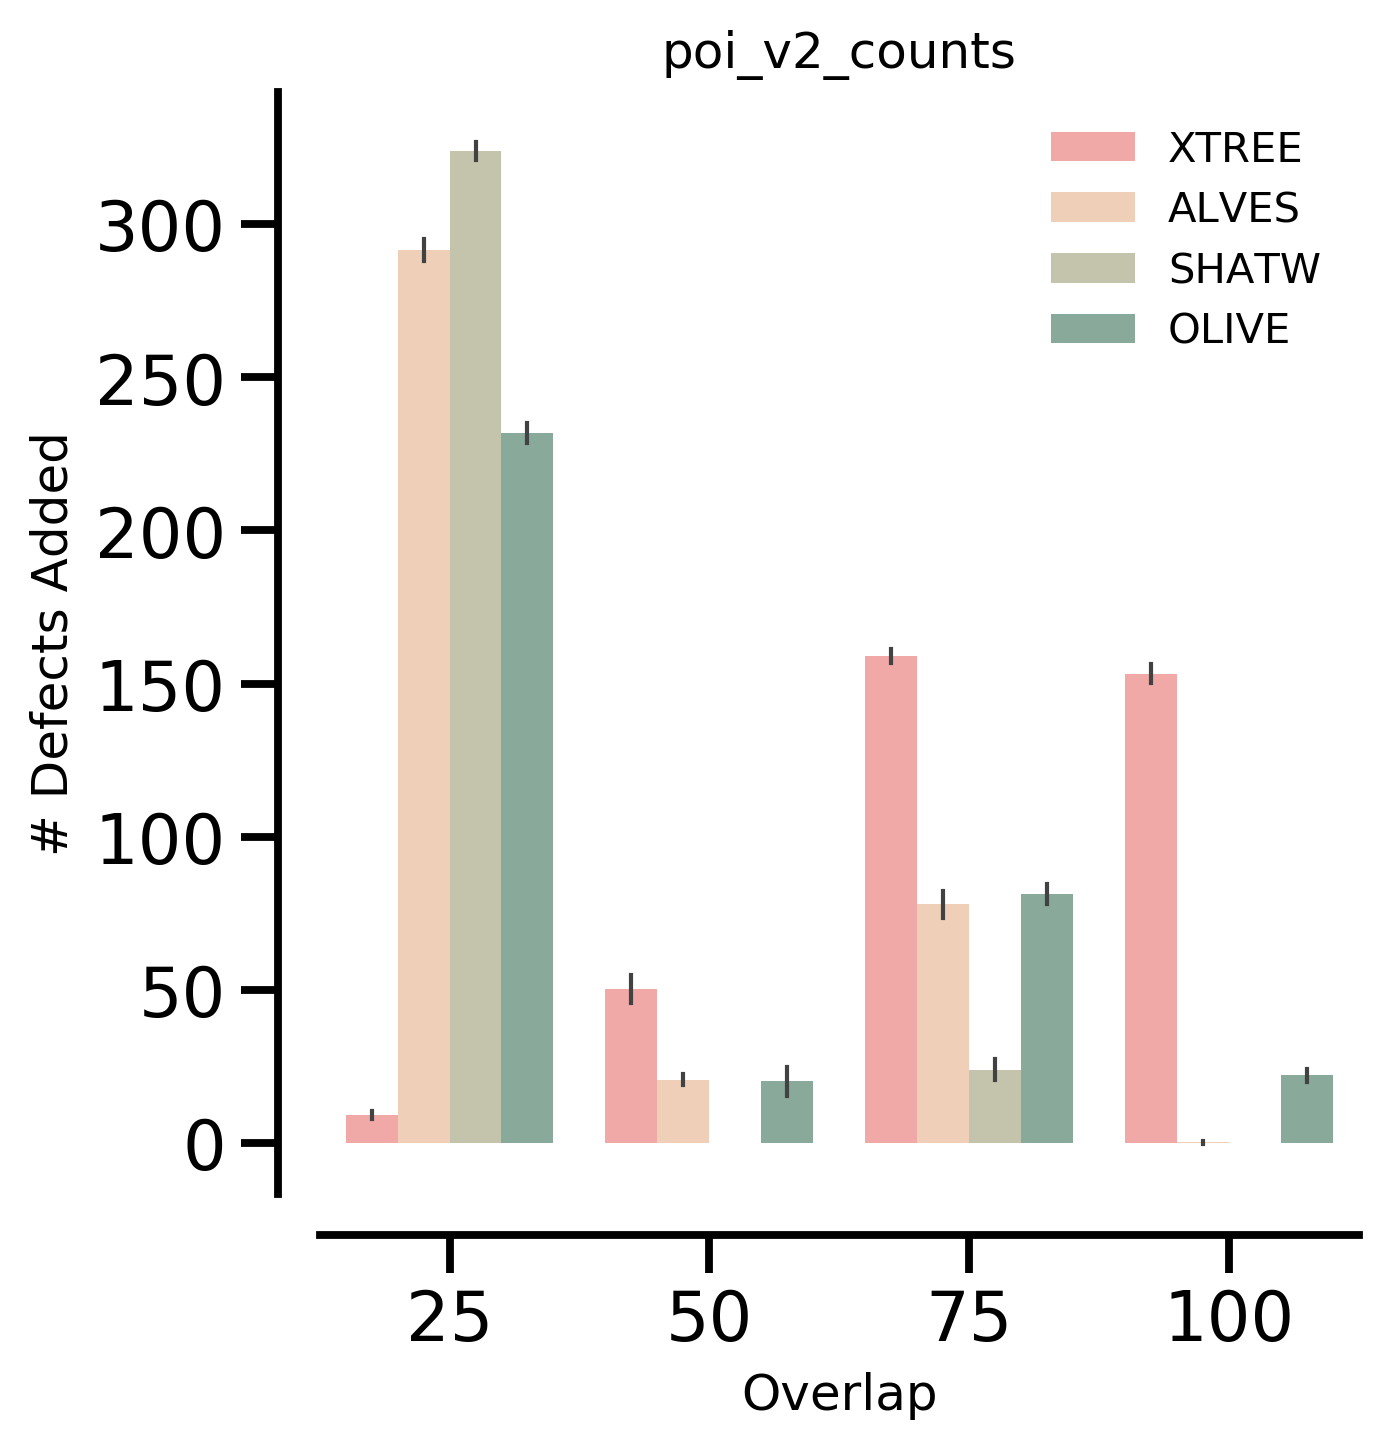 poi_v2_counts
XTREE
ALVES
SHATW
OLIVE
# Defects Added
300
250
200
150
100
50
0
25 50 75 100
Overlap